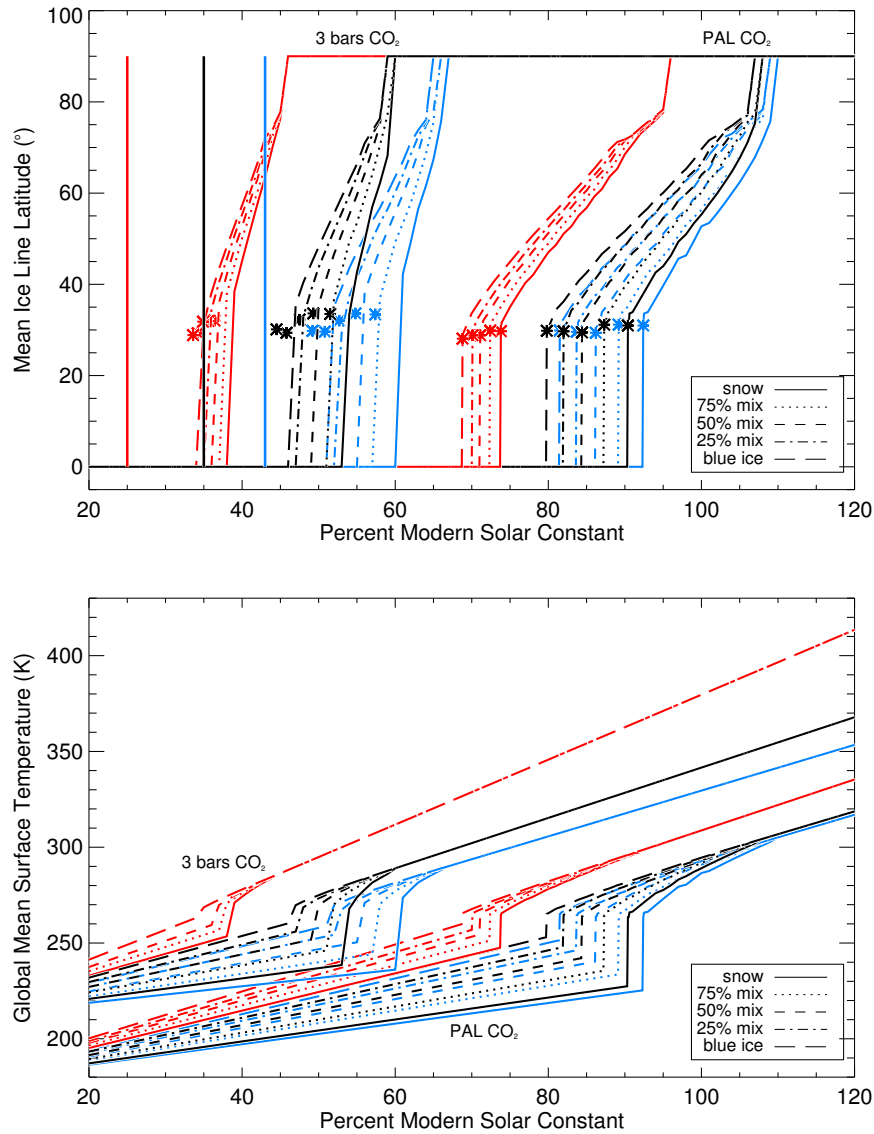 3 bars CO₂ PAL CO₂
100
80
60
40
20
0
Mean Ice Line Latitude (°)
snow
75% mix
50% mix
25% mix
blue ice
20 40 60 80 100 120
Percent Modern Solar Constant
400
350
300
250
200
Global Mean Surface Temperature (K)
3 bars CO₂
PAL CO₂
snow
75% mix
50% mix
25% mix
blue ice
20 40 60 80 100 120
Percent Modern Solar Constant